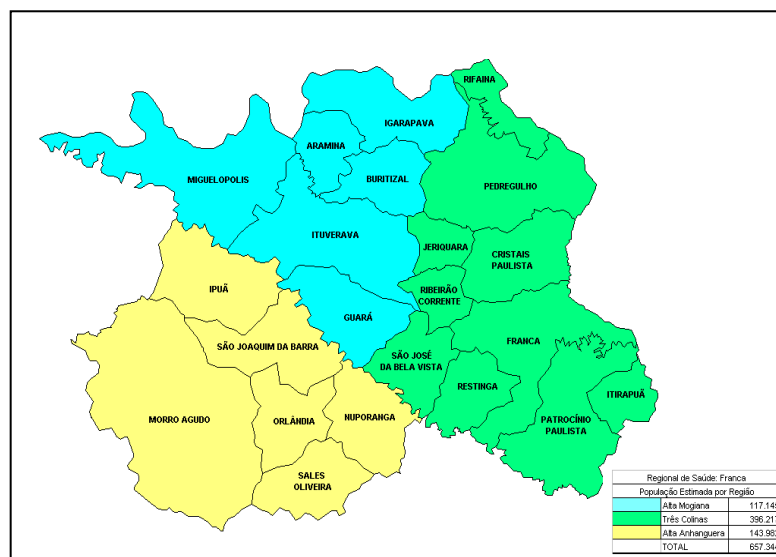 RIFAINA
IGARAPAVA
ARAMINA
MIGUELOPOLIS
BURITIZAL
PEDREGULHO
ITUVERAVA
JERIQUARA
CRISTAIS
PAULISTA
IPUÃ
RIBEIRÃO
CORRENTE
GUARÁ
FRANCA
SÃO JOAQUIM DA BARRA
SÃO JOSÉ
DA BELA VISTA
RESTINGA
ITIRAPUÃ
MORRO AGUDO
ORLÂNDIA
NUPORANGA
PATROCÍNIO
PAULISTA
SALES
OLIVEIRA
Regional de Saúde: Franca
População Estimada por Região
Alta Mogiana
Três Colinas 396.217
Alta Anhanguera
TOTAL